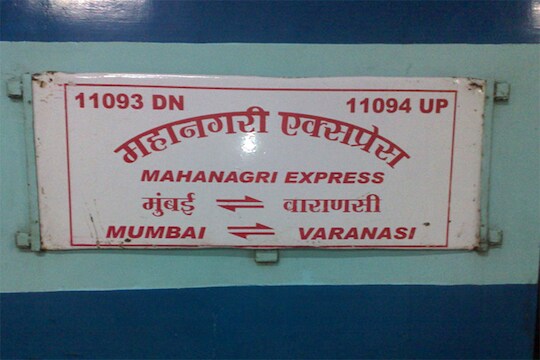 11093 DN 11094 UP
महानगरी एक्सप्रेस
MAHANAGRI EXPRESS
मुंबई ⇌ वाराणसी
MUMBAI ⇌ VARANASI